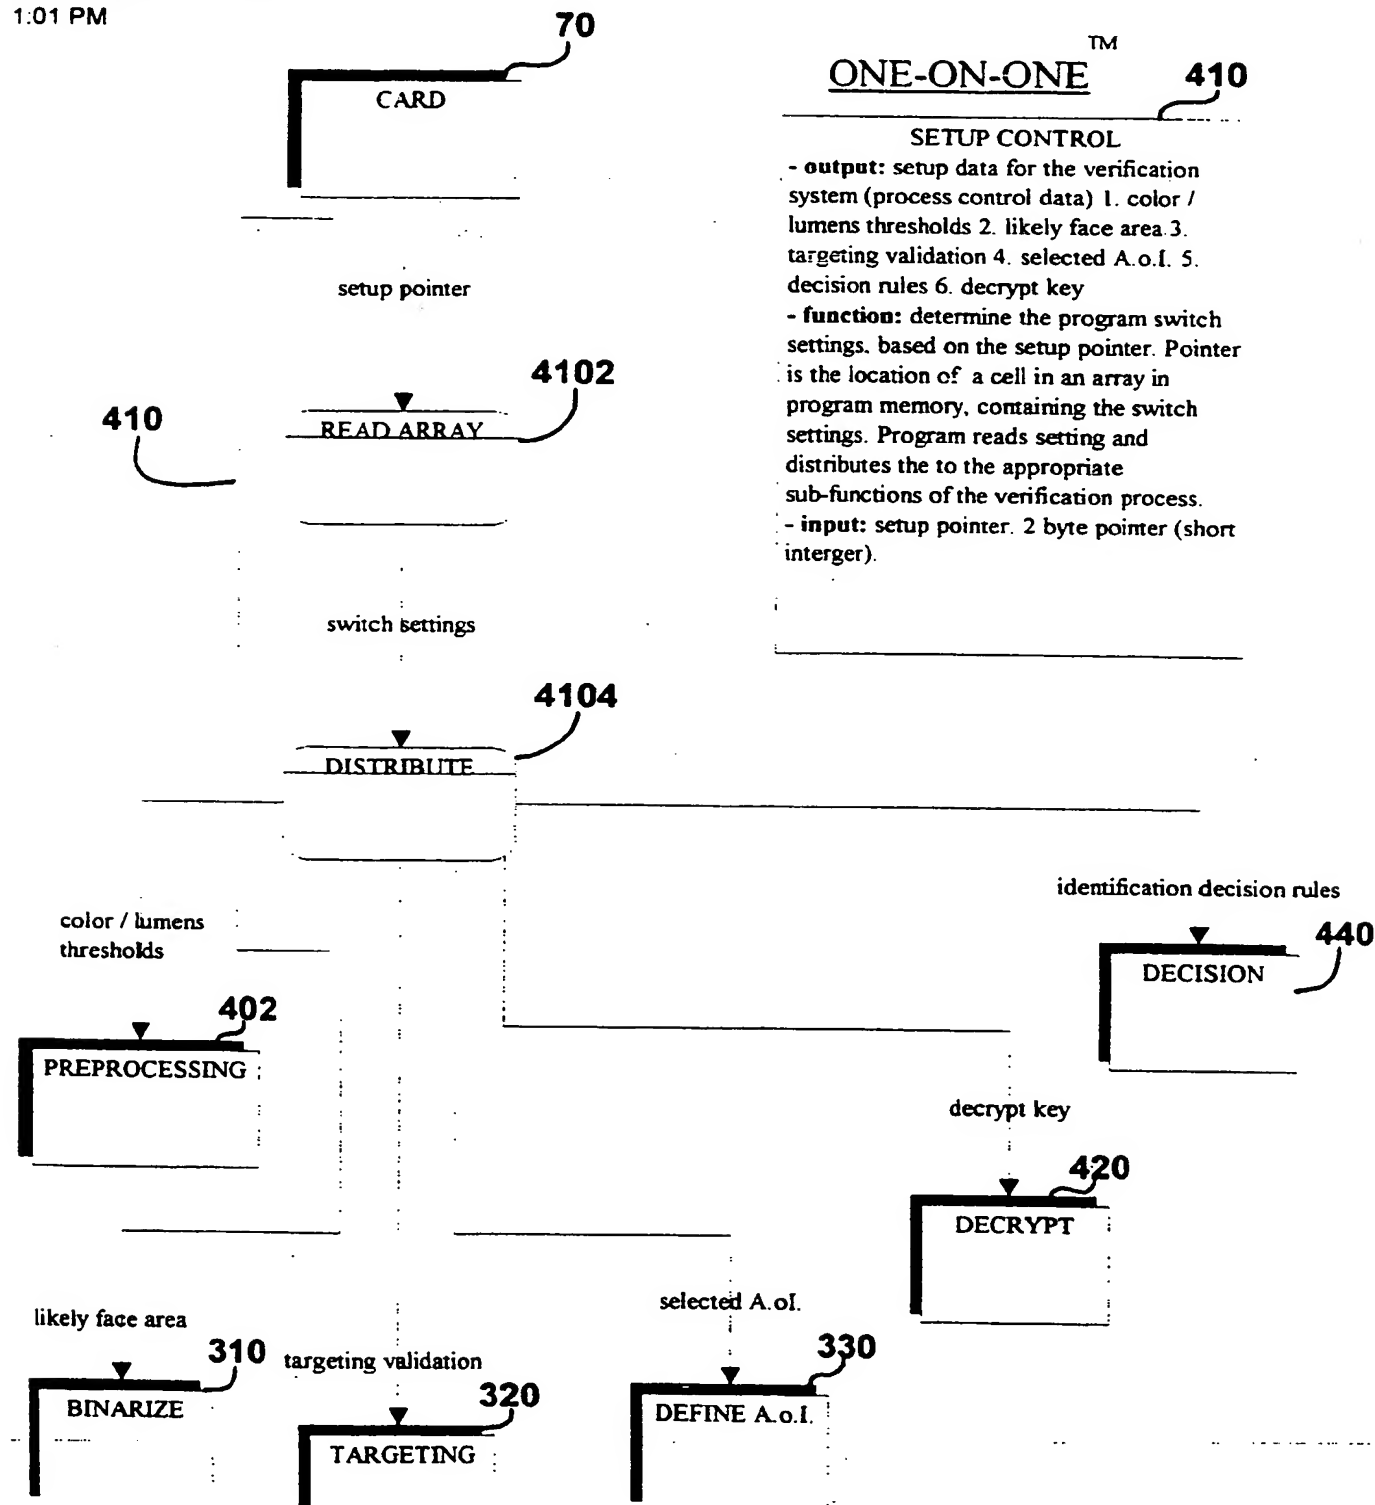 1:01 PM
70
CARD
TM
ONE-ON-ONE
410
SETUP CONTROL
- output: setup data for the verification
system (process control data) 1. color /
lumens thresholds 2. likely face area 3.
targeting validation 4. selected A.o.I. 5.
decision rules 6. decrypt key
- function: determine the program switch
settings. based on the setup pointer. Pointer
is the location of a cell in an array in
program memory, containing the switch
settings. Program reads setting and
distributes the to the appropriate
sub-functions of the verification process.
- input: setup pointer. 2 byte pointer (short
interger).
setup pointer
4102
410
READ ARRAY
switch settings
4104
DISTRIBUTE
identification decision rules
color / lumens
thresholds
440
DECISION
402
PREPROCESSING
decrypt key
420
DECRYPT
selected A.oI.
likely face area
330
310
targeting validation
320
BINARIZE
DEFINE A.o.I.
TARGETING